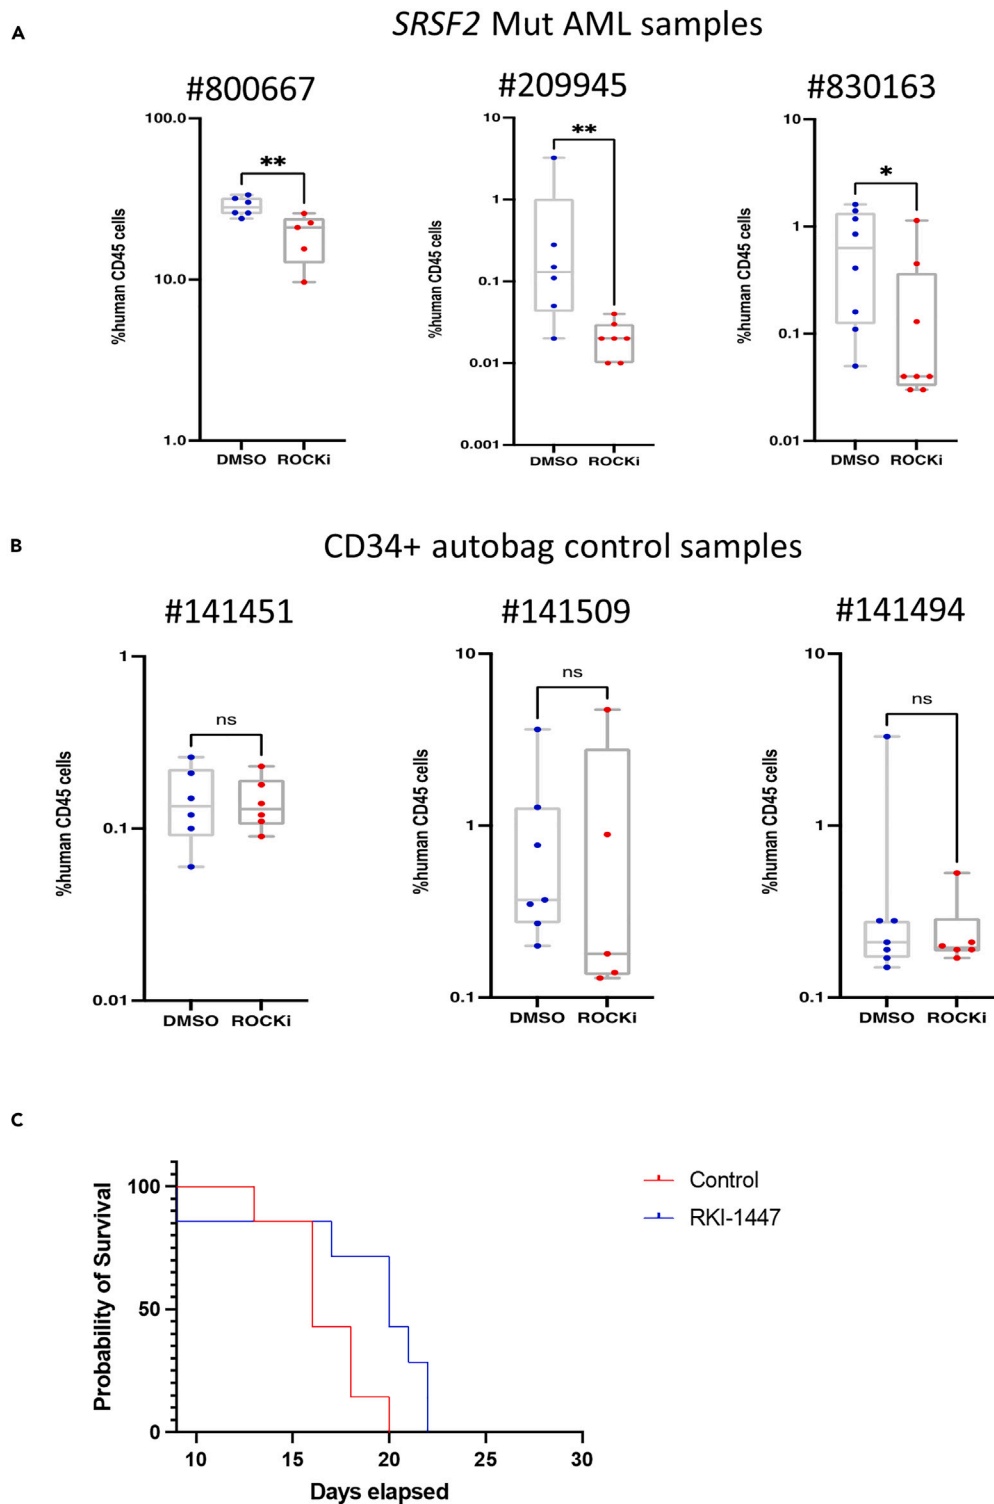 A
SRSF2 Mut AML samples
#800667
#209945
#830163
100.0
10.0
1.0
%human CD45 cells
**
DMSO
ROCKi
10
1
0.1
0.01
0.001
%human CD45 cells
**
DMSO
ROCKi
10
1
0.1
0.01
%human CD45 cells
*
DMSO
ROCKi
B
CD34+ autobag control samples
#141451
#141509
#141494
1
0.1
0.01
%human CD45 cells
ns
DMSO
ROCKi
10
1
0.1
%human CD45 cells
ns
DMSO
ROCKi
10
1
0.1
%human CD45 cells
ns
DMSO
ROCKi
C
100
50
0
Probability of Survival
10
15
20
25
30
Days elapsed
Control
RKI-1447